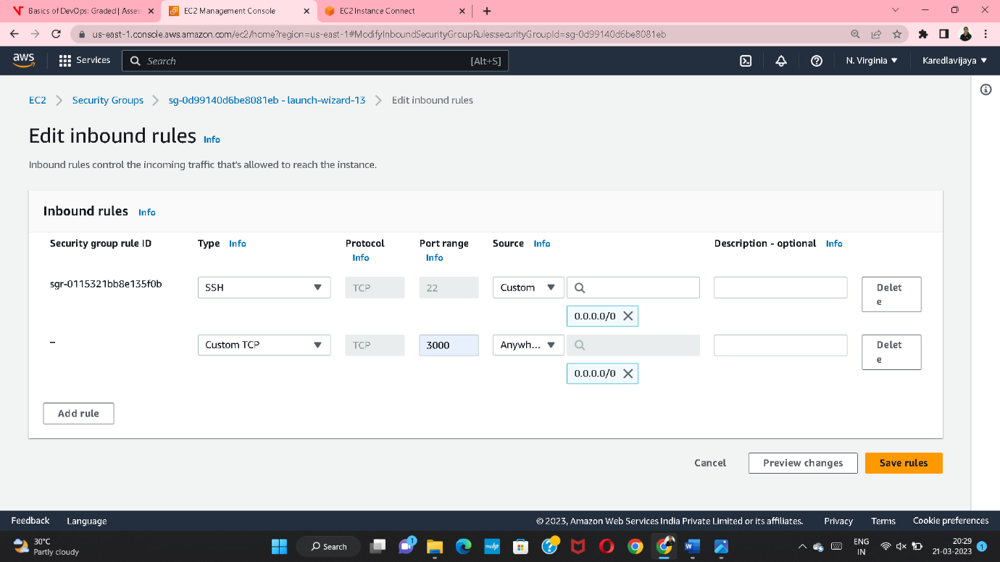 Basics of DevOps: Graded | Asses
EC2 Management Console
EC2 Instance Connect
us-east-1.console.aws.amazon.com/ec2/home?region=us-east-1#ModifyInboundSecurityGroupRules:securityGroupId=sg-0d99140d6be8081eb
aws
Services
Search
[Alt+S]
N. Virginia
Karedlavijaya
EC2
Security Groups
sg-0d99140d6be8081eb - launch-wizard-13
Edit inbound rules
Edit inbound rules Info
Inbound rules control the incoming traffic that's allowed to reach the instance.
Inbound rules Info
Security group rule ID
Type Info
Protocol
Info
Port range
Info
Source Info
Description - optional Info
sgr-0115321bb8e135f0b
SSH
TCP
22
Custom
0.0.0.0/0
Delet
e
–
Custom TCP
TCP
3000
Anywh...
0.0.0.0/0
Delet
e
Add rule
Cancel
Preview changes
Save rules
Feedback
Language
© 2023, Amazon Web Services India Private Limited or its affiliates.
Privacy
Terms
Cookie preferences
30°C
Partly cloudy
Search
1
myhp
W
ENG
IN
20:29
21-03-2023
1